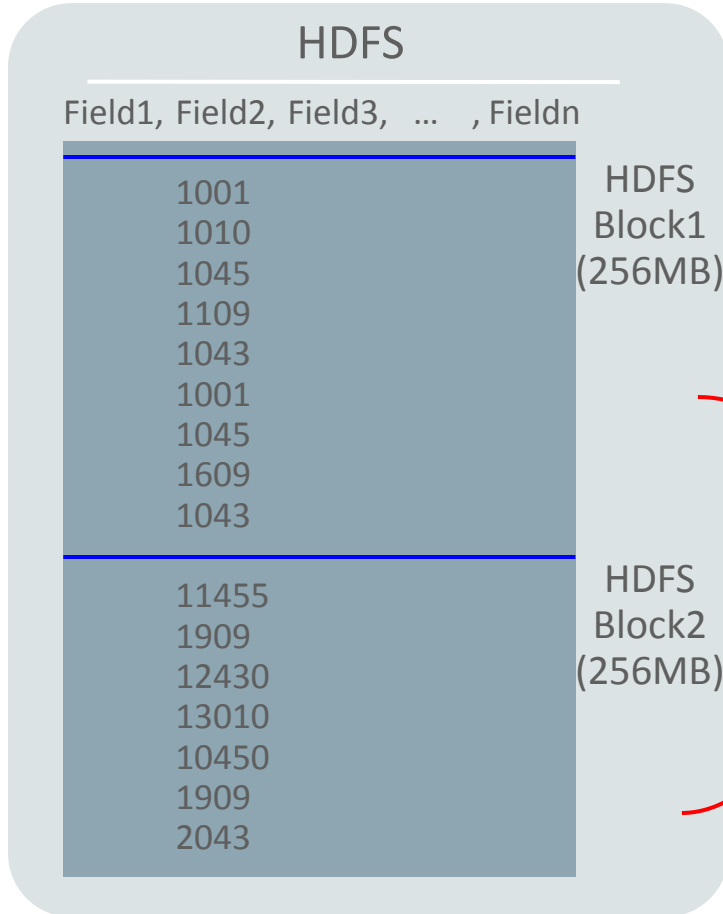 HDFS
Field1, Field2, Field3, … , Fieldn
HDFS
Block1
(256MB)
1001
1010
1045
1109
1043
1001
1045
1609
1043
HDFS
Block2
(256MB)
11455
1909
12430
13010
10450
1909
2043